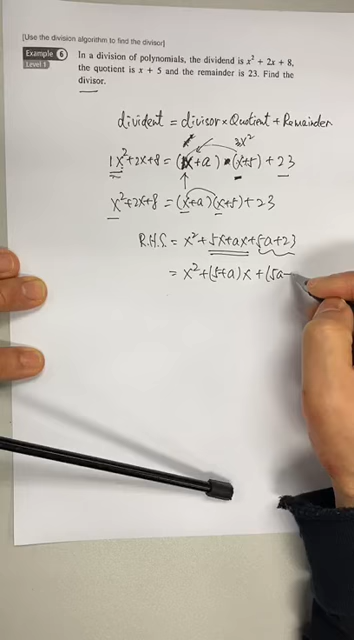 [Use the division algorithm to find the divisor]
Example 6 In a division of polynomials, the dividend is x² + 2x + 8,
Level 1 the quotient is x + 5 and the remainder is 23. Find the
divisor.
divident = divisor × Quotient + Remainder
3x²
1x²+2x+8 = (x+a) • (x+5) + 23
x²+2x+8 = (x+a)(x+5)+23
R.H.S. = x² + 5x+ax+5a+23
= x²+(5+a)x+(5a